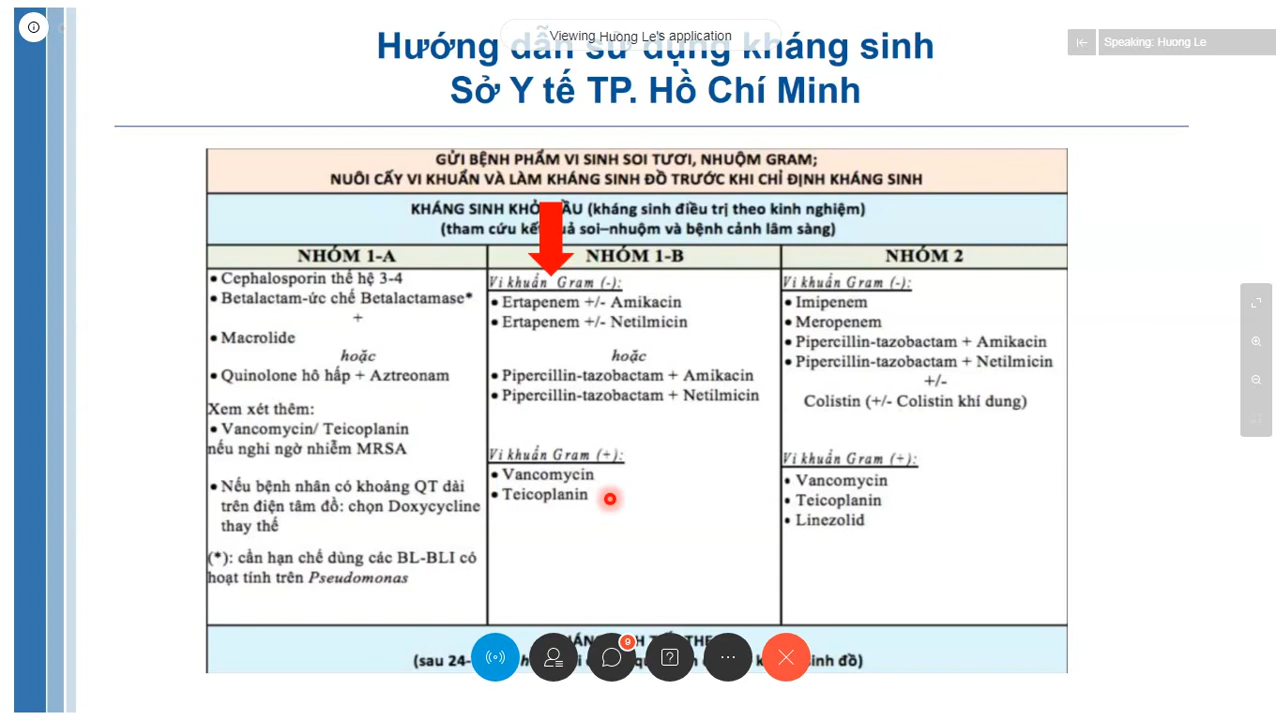 Viewing Huong Le's application
Speaking: Huong Le
Hướng dẫn sử dụng kháng sinh
Sở Y tế TP. Hồ Chí Minh
GỬI BỆNH PHẨM VI SINH SOI TƯƠI, NHUỘM GRAM;
NUÔI CẤY VI KHUẨN VÀ LÀM KHÁNG SINH ĐỒ TRƯỚC KHI CHỈ ĐỊNH KHÁNG SINH
KHÁNG SINH KHỞI ĐẦU (kháng sinh điều trị theo kinh nghiệm)
(tham cứu kết quả soi–nhuộm và bệnh cảnh lâm sàng)
NHÓM 1-A
• Cephalosporin thế hệ 3-4
• Betalactam-ức chế Betalactamase*
+
• Macrolide
hoặc
• Quinolone hô hấp + Aztreonam
Xem xét thêm:
• Vancomycin/ Teicoplanin
nếu nghi ngờ nhiễm MRSA
• Nếu bệnh nhân có khoảng QT dài
trên điện tâm đồ: chọn Doxycycline
thay thế
(*): cần hạn chế dùng các BL-BLI có
hoạt tính trên Pseudomonas
NHÓM 1-B
Vi khuẩn Gram (-):
• Ertapenem +/- Amikacin
• Ertapenem +/- Netilmicin
hoặc
• Pipercillin-tazobactam + Amikacin
• Pipercillin-tazobactam + Netilmicin
Vi khuẩn Gram (+):
• Vancomycin
• Teicoplanin
NHÓM 2
Vi khuẩn Gram (-):
• Imipenem
• Meropenem
• Pipercillin-tazobactam + Amikacin
• Pipercillin-tazobactam + Netilmicin
+/-
Colistin (+/- Colistin khí dung)
Vi khuẩn Gram (+):
• Vancomycin
• Teicoplanin
• Linezolid
(sau 24-
9